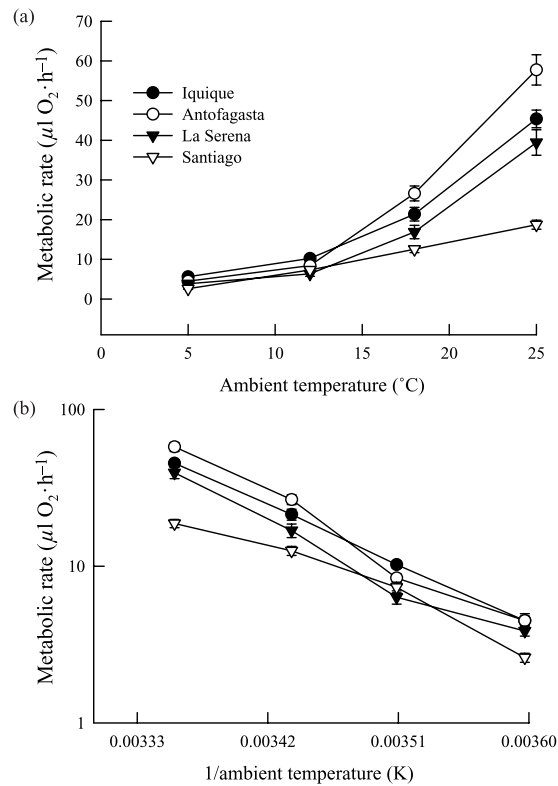 (a)
Metabolic rate (μl O₂·h⁻¹)
70
60
50
40
30
20
10
0
Iquique
Antofagasta
La Serena
Santiago
0 5 10 15 20 25
Ambient temperature (˚C)
(b)
Metabolic rate (μl O₂·h⁻¹)
100
10
1
0.00333 0.00342 0.00351 0.00360
1/ambient temperature (K)